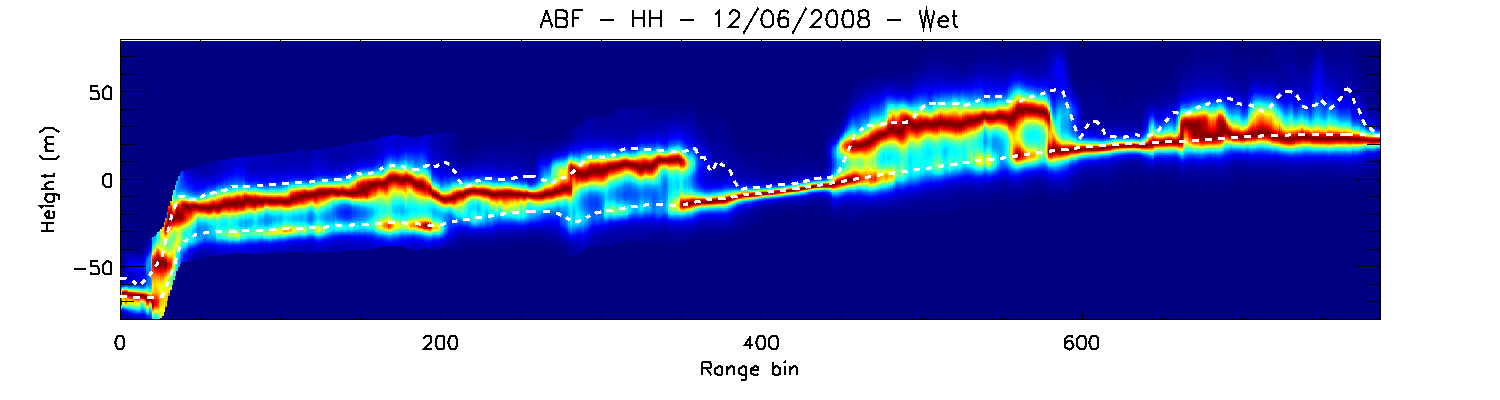 ABF - HH - 12/06/2008 - Wet
50
0
-50
Height (m)
0 200 400 600
Range bin